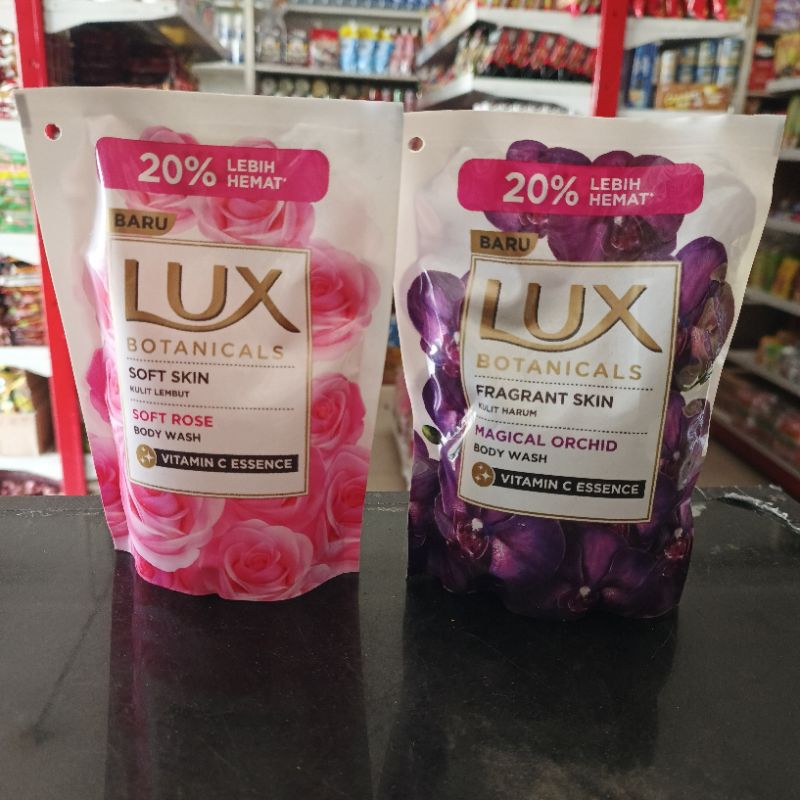 20% LEBIH
HEMAT*
BARU
LUX
BOTANICALS
SOFT SKIN
KULIT LEMBUT
SOFT ROSE
BODY WASH
VITAMIN C ESSENCE
20% LEBIH
HEMAT*
BARU
LUX
BOTANICALS
FRAGRANT SKIN
KULIT HARUM
MAGICAL ORCHID
BODY WASH
VITAMIN C ESSENCE